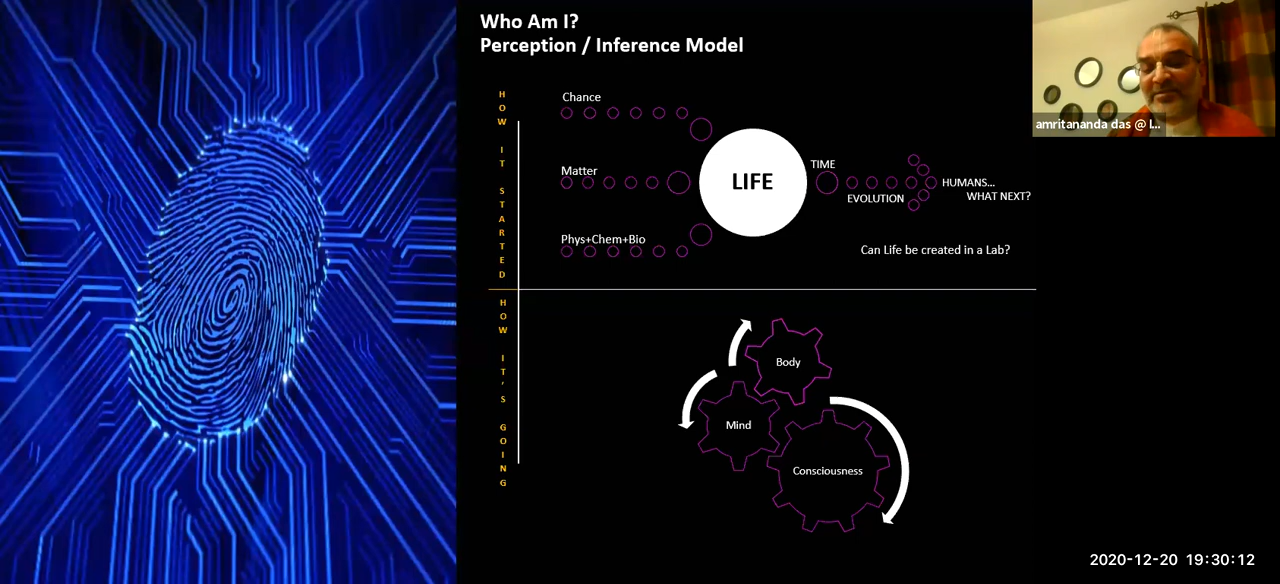 Who Am I?
Perception / Inference Model
HOW IT STARTED
Chance
Matter
Phys+Chem+Bio
LIFE
TIME
EVOLUTION
HUMANS...
WHAT NEXT?
Can Life be created in a Lab?
HOW IT'S GOING
Body
Mind
Consciousness
amritananda das @ I...
2020-12-20 19:30:12